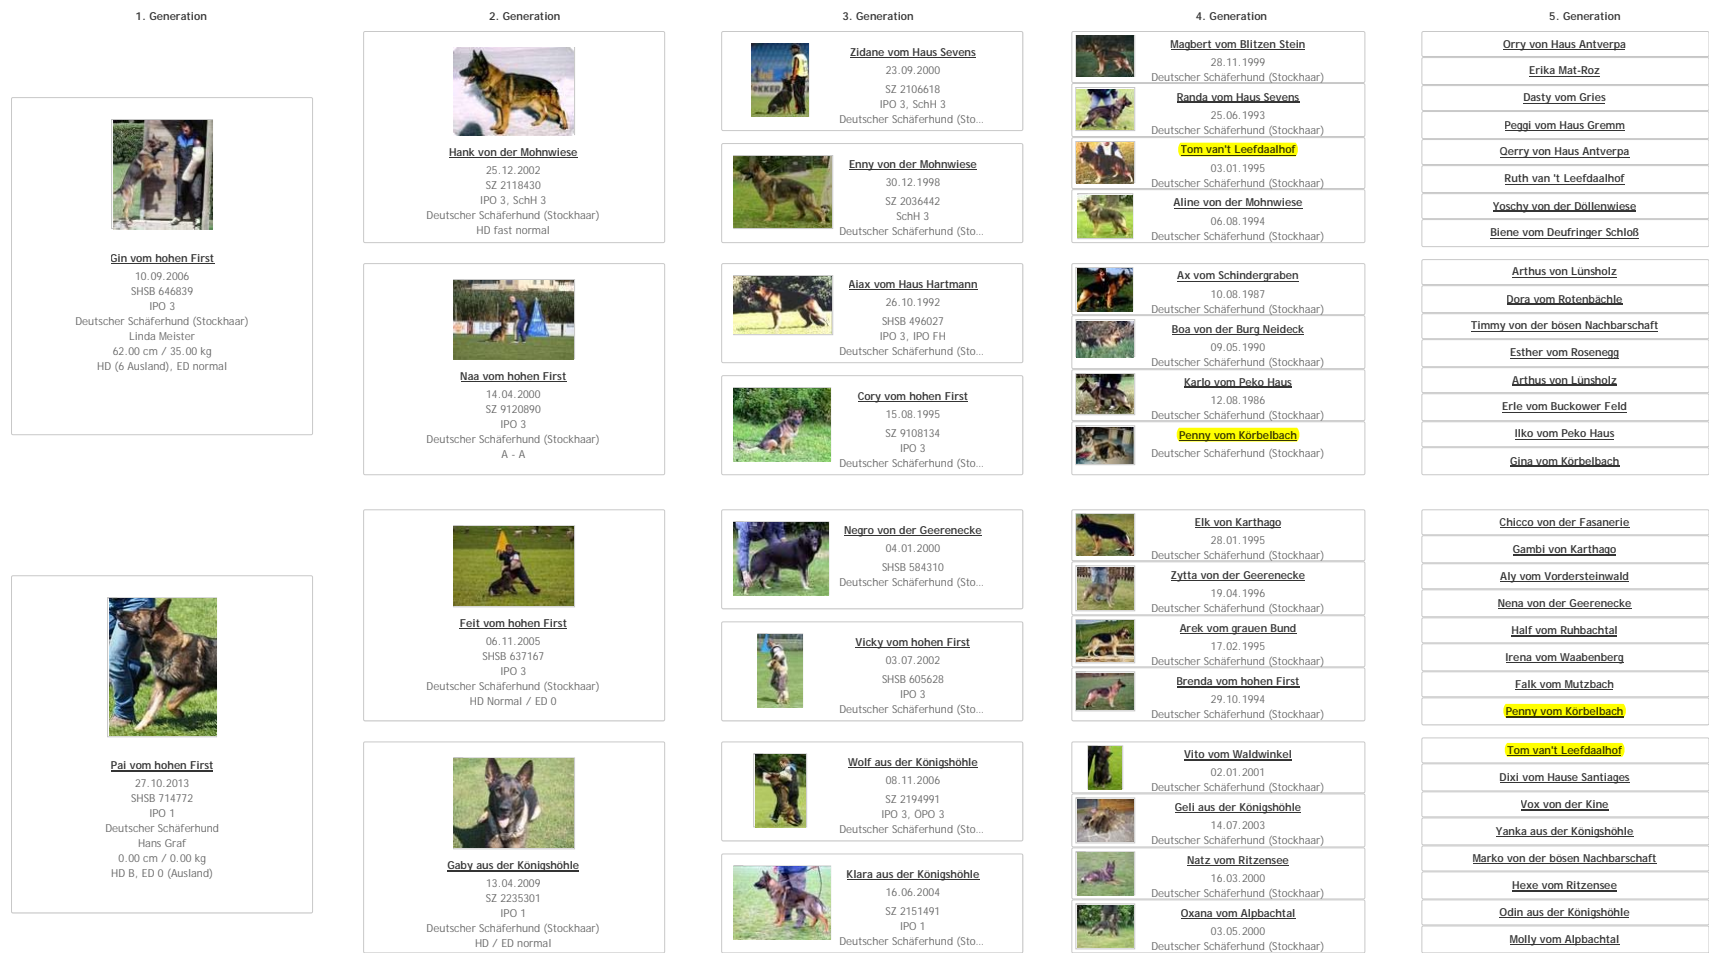 1. Generation
2. Generation
3. Generation
4. Generation
5. Generation
Gin vom hohen First
10.09.2006
SHSB 646839
IPO 3
Deutscher Schäferhund (Stockhaar)
Linda Meister
62.00 cm / 35.00 kg
HD (6 Ausland), ED normal
Pai vom hohen First
27.10.2013
SHSB 714772
IPO 1
Deutscher Schäferhund
Hans Graf
0.00 cm / 0.00 kg
HD B, ED 0 (Ausland)
Hank von der Mohnwiese
25.12.2002
SZ 2118430
IPO 3, SchH 3
Deutscher Schäferhund (Stockhaar)
HD fast normal
Naa vom hohen First
14.04.2000
SZ 9120890
IPO 3
Deutscher Schäferhund (Stockhaar)
A - A
Feit vom hohen First
06.11.2005
SHSB 637167
IPO 3
Deutscher Schäferhund (Stockhaar)
HD Normal / ED 0
Gaby aus der Königshöhle
13.04.2009
SZ 2235301
IPO 1
Deutscher Schäferhund (Stockhaar)
HD / ED normal
Zidane vom Haus Sevens
23.09.2000
SZ 2106618
IPO 3, SchH 3
Deutscher Schäferhund (Sto...
Enny von der Mohnwiese
30.12.1998
SZ 2036442
SchH 3
Deutscher Schäferhund (Sto...
Aiax vom Haus Hartmann
26.10.1992
SHSB 496027
IPO 3, IPO FH
Deutscher Schäferhund (Sto...
Cory vom hohen First
15.08.1995
SZ 9108134
IPO 3
Deutscher Schäferhund (Sto...
Negro von der Geerenecke
04.01.2000
SHSB 584310
Deutscher Schäferhund (Sto...
Vicky vom hohen First
03.07.2002
SHSB 605628
IPO 3
Deutscher Schäferhund (Sto...
Wolf aus der Königshöhle
08.11.2006
SZ 2194991
IPO 3, ÖPO 3
Deutscher Schäferhund (Sto...
Klara aus der Königshöhle
16.06.2004
SZ 2151491
IPO 1
Deutscher Schäferhund (Sto...
Magbert vom Blitzen Stein
28.11.1999
Deutscher Schäferhund (Stockhaar)
Randa vom Haus Sevens
25.06.1993
Deutscher Schäferhund (Stockhaar)
Tom van't Leefdaalhof
03.01.1995
Deutscher Schäferhund (Stockhaar)
Aline von der Mohnwiese
06.08.1994
Deutscher Schäferhund (Stockhaar)
Ax vom Schindergraben
10.08.1987
Deutscher Schäferhund (Stockhaar)
Boa von der Burg Neideck
09.05.1990
Deutscher Schäferhund (Stockhaar)
Karlo vom Peko Haus
12.08.1986
Deutscher Schäferhund (Stockhaar)
Penny vom Körbelbach
Deutscher Schäferhund (Stockhaar)
Elk von Karthago
28.01.1995
Deutscher Schäferhund (Stockhaar)
Zytta von der Geerenecke
19.04.1996
Deutscher Schäferhund (Stockhaar)
Arek vom grauen Bund
17.02.1995
Deutscher Schäferhund (Stockhaar)
Brenda vom hohen First
29.10.1994
Deutscher Schäferhund (Stockhaar)
Vito vom Waldwinkel
02.01.2001
Deutscher Schäferhund (Stockhaar)
Geli aus der Königshöhle
14.07.2003
Deutscher Schäferhund (Stockhaar)
Natz vom Ritzensee
16.03.2000
Deutscher Schäferhund (Stockhaar)
Oxana vom Alpbachtal
03.05.2000
Deutscher Schäferhund (Stockhaar)
Orry von Haus Antverpa
Erika Mat-Roz
Dasty vom Gries
Peggi vom Haus Gremm
Qerry von Haus Antverpa
Ruth van 't Leefdaalhof
Yoschy von der Döllenwiese
Biene vom Deufringer Schloß
Arthus von Lünsholz
Dora vom Rotenbächle
Timmy von der bösen Nachbarschaft
Esther vom Rosenegg
Arthus von Lünsholz
Erle vom Buckower Feld
Ilko vom Peko Haus
Gina vom Körbelbach
Chicco von der Fasanerie
Gambi von Karthago
Aly vom Vordersteinwald
Nena von der Geerenecke
Half vom Ruhbachtal
Irena vom Waabenberg
Falk vom Mutzbach
Penny vom Körbelbach
Tom van't Leefdaalhof
Dixi vom Hause Santiages
Vox von der Kine
Yanka aus der Königshöhle
Marko von der bösen Nachbarschaft
Hexe vom Ritzensee
Odin aus der Königshöhle
Molly vom Alpbachtal